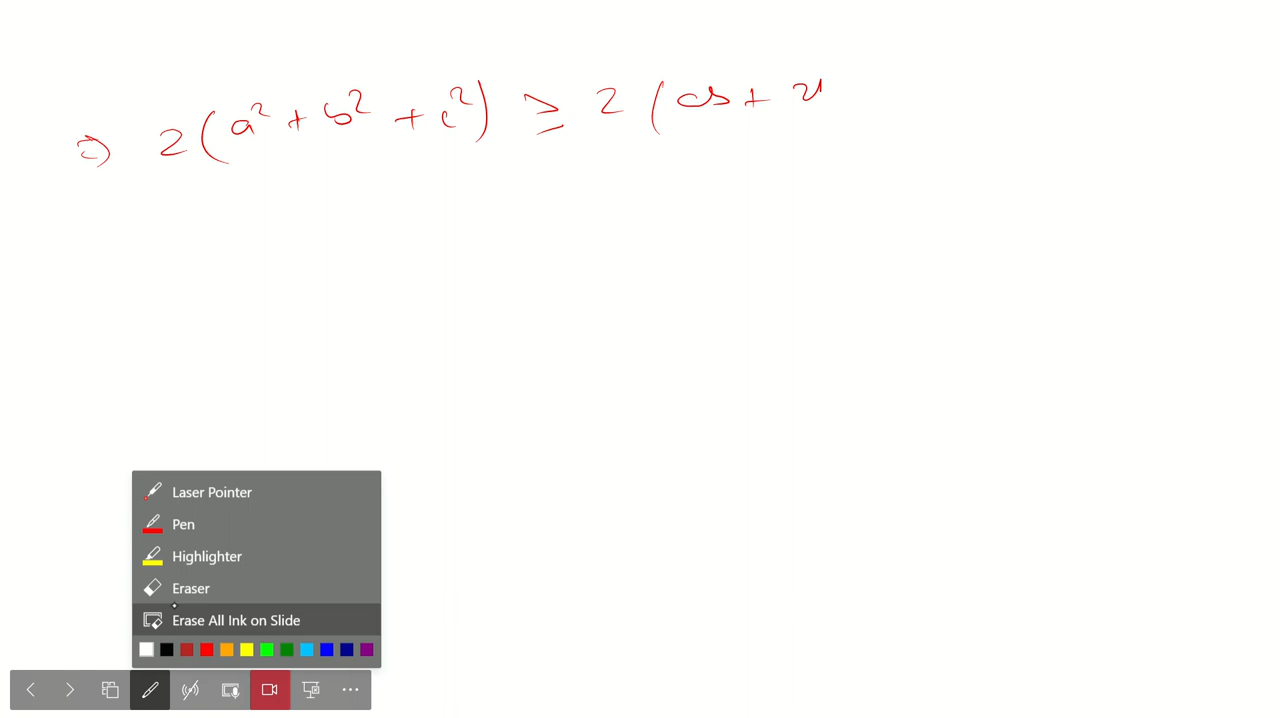 ⇒ 2(a² + b² + c²) ≥ 2(ab +
Laser Pointer
Pen
Highlighter
Eraser
Erase All Ink on Slide